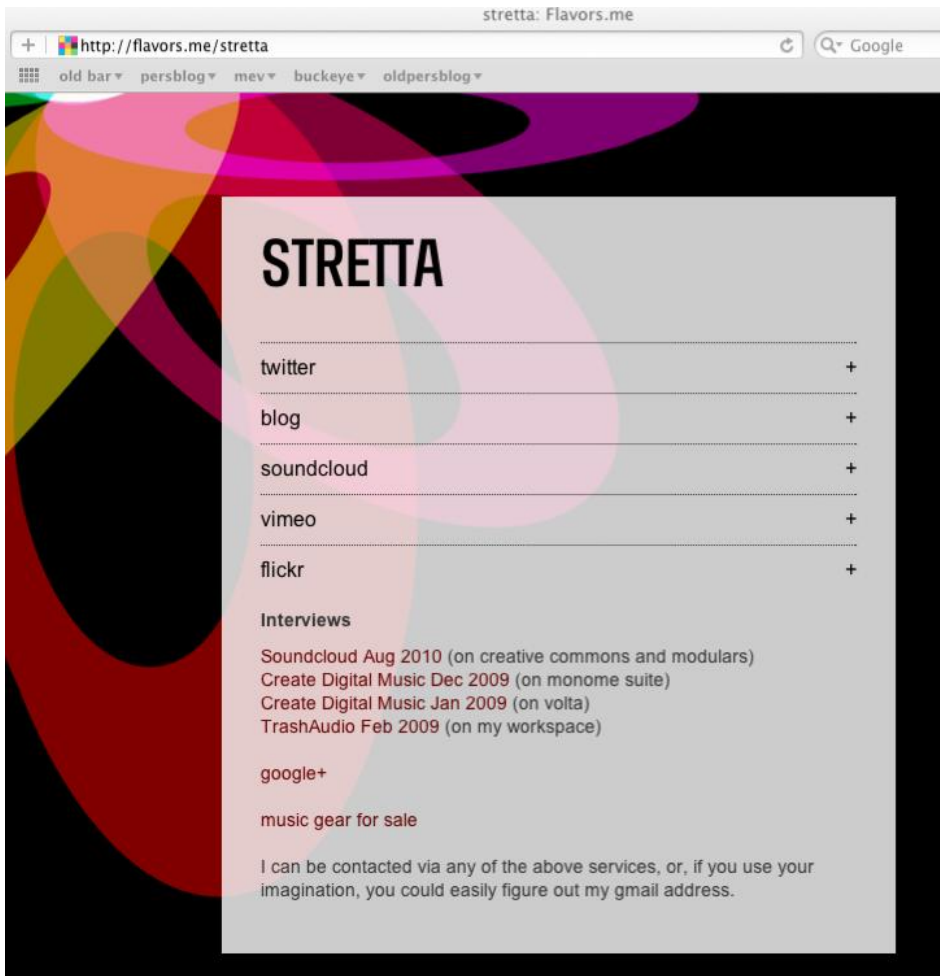 stretta: Flavors.me
+ http://flavors.me/stretta Google
old bar persblog mev buckeye oldpersblog
STRETTA
twitter +
blog +
soundcloud +
vimeo +
flickr +
Interviews
Soundcloud Aug 2010 (on creative commons and modulars)
Create Digital Music Dec 2009 (on monome suite)
Create Digital Music Jan 2009 (on volta)
TrashAudio Feb 2009 (on my workspace)
google+
music gear for sale
I can be contacted via any of the above services, or, if you use your
imagination, you could easily figure out my gmail address.